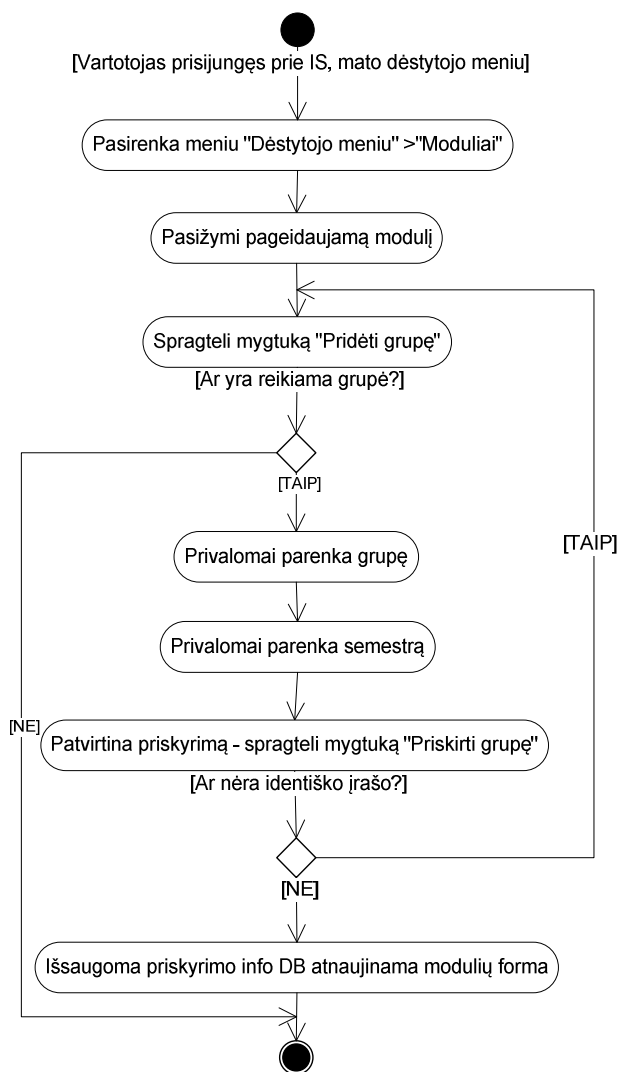 [Vartotojas prisijungęs prie IS, mato dėstytojo meniu]
Pasirenka meniu "Dėstytojo meniu" >"Moduliai"
Pasižymi pageidaujamą modulį
Spragteli mygtuką "Pridėti grupę"
[Ar yra reikiama grupė?]
[TAIP]
Privalomai parenka grupę
[TAIP]
Privalomai parenka semestrą
[NE]
Patvirtina priskyrimą - spragteli mygtuką "Priskirti grupę"
[Ar nėra identiško įrašo?]
[NE]
Išsaugoma priskyrimo info DB atnaujinama modulių forma